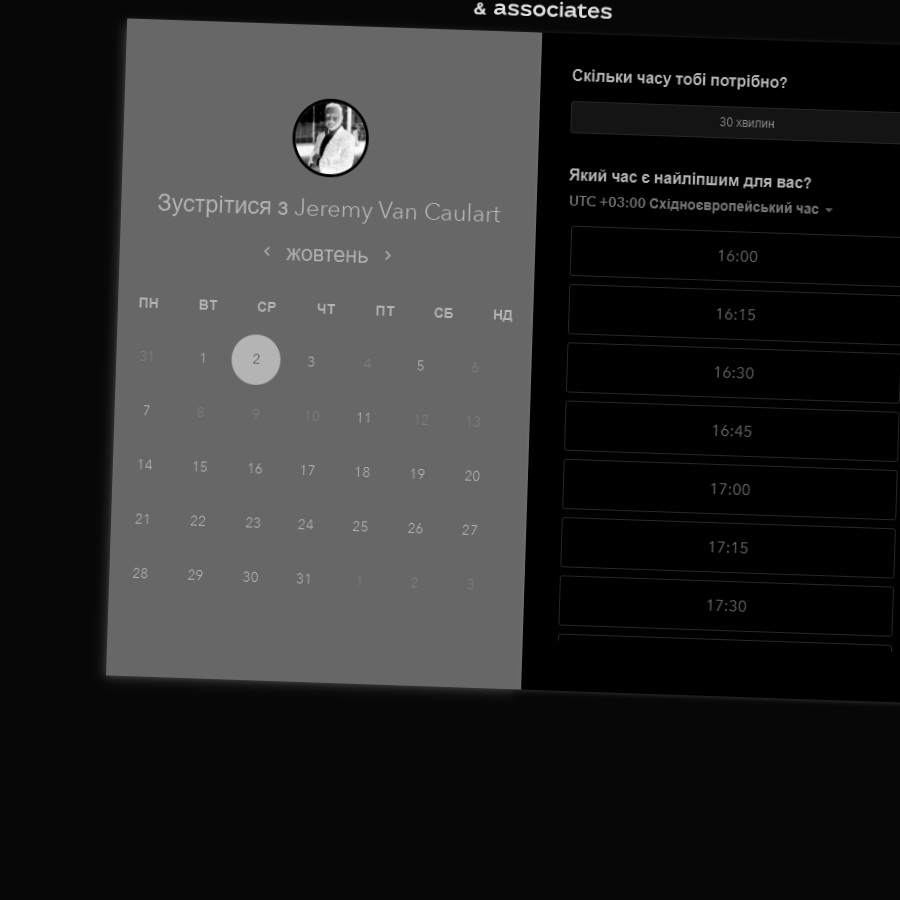 & associates
Зустрітися з Jeremy Van Caulart
жовтень
ПН ВТ СР ЧТ ПТ СБ НД
31 1 2 3 4 5 6
7 8 9 10 11 12 13
14 15 16 17 18 19 20
21 22 23 24 25 26 27
28 29 30 31 1 2 3
Скільки часу тобі потрібно?
30 хвилин
Який час є найліпшим для вас?
UTC +03:00 Східноєвропейський час
16:00
16:15
16:30
16:45
17:00
17:15
17:30